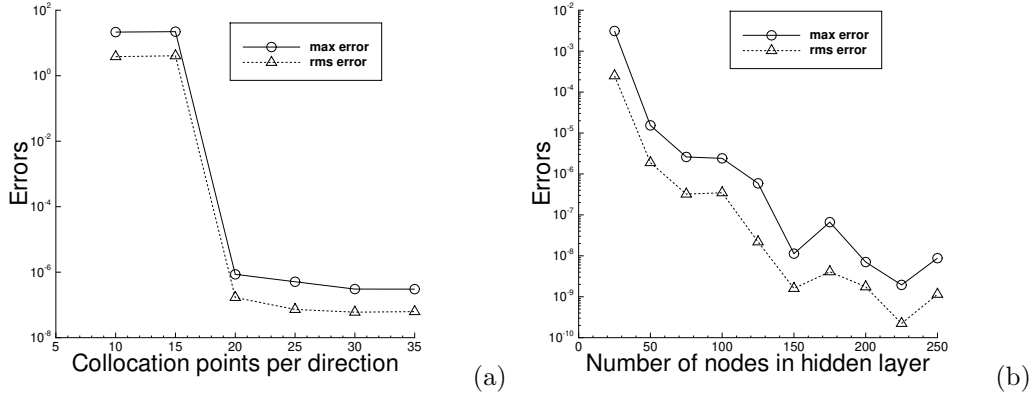 10^2
10^0
10^-2
10^-4
10^-6
10^-8
Errors
max error
rms error
5 10 15 20 25 30 35
Collocation points per direction
(a)
10^-2
10^-3
10^-4
10^-5
10^-6
10^-7
10^-8
10^-9
10^-10
Errors
max error
rms error
0 50 100 150 200 250
Number of nodes in hidden layer
(b)